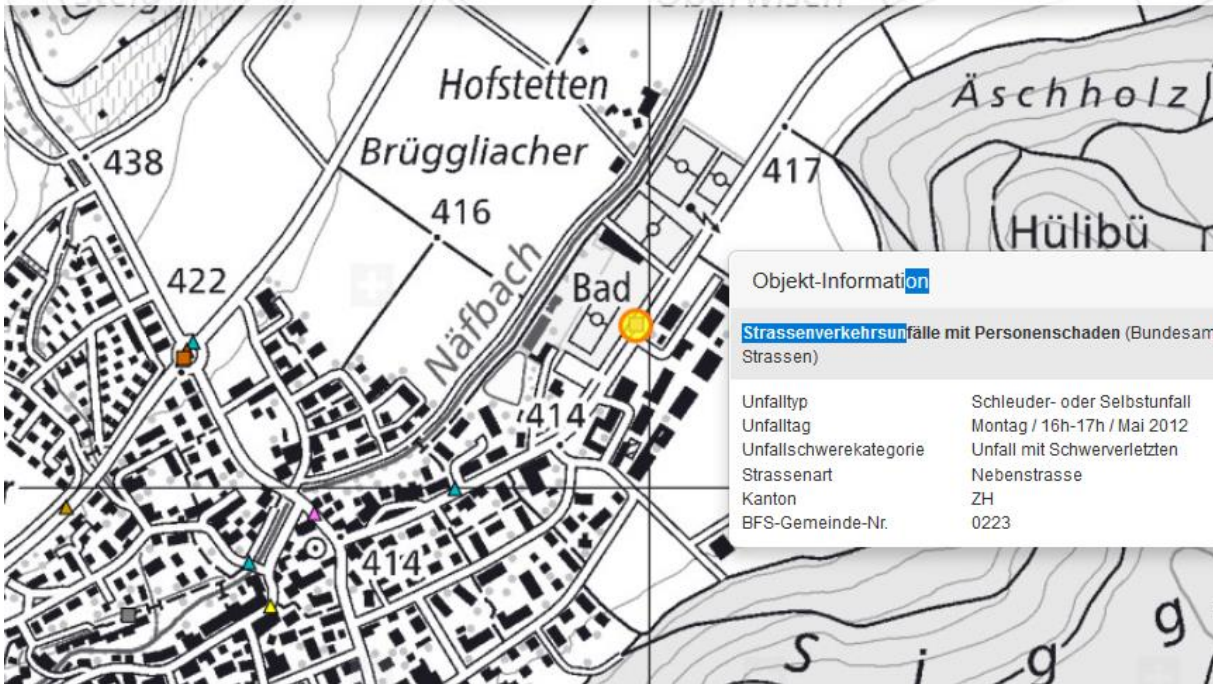 Hofstetten
Äschholz
Brüggliacher
438
417
416
Hülibü
422
Bad
Näfbach
414
414
S i g g
Objekt-Information
Strassenverkehrsunfälle mit Personenschaden (Bundesam
Strassen)
Unfalltyp Schleuder- oder Selbstunfall
Unfalltag Montag / 16h-17h / Mai 2012
Unfallschwerekategorie Unfall mit Schwerverletzten
Strassenart Nebenstrasse
Kanton ZH
BFS-Gemeinde-Nr. 0223